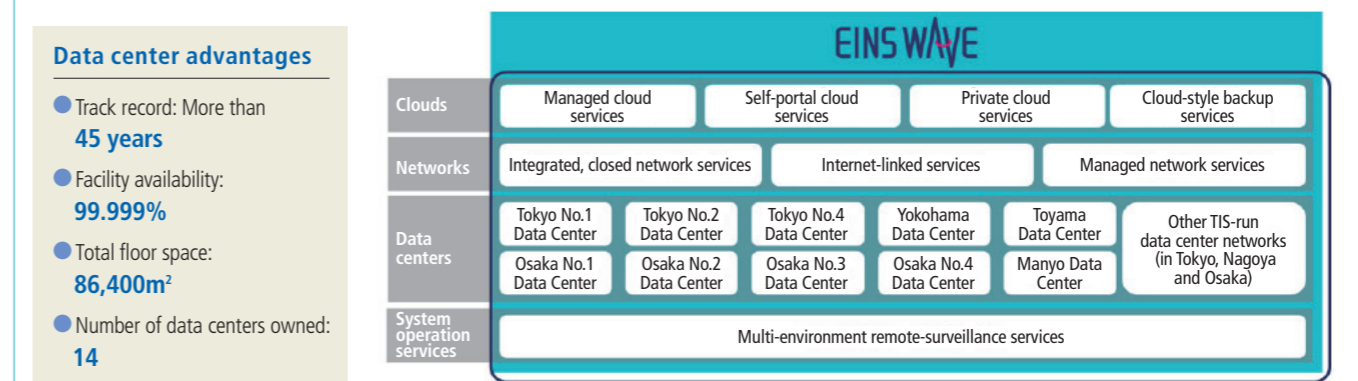 Data center advantages
Track record: More than
45 years
Facility availability:
99.999%
Total floor space:
86,400m²
Number of data centers owned:
14
EINS WAVE
Clouds
Managed cloud
services
Self-portal cloud
services
Private cloud
services
Cloud-style backup
services
Networks
Integrated, closed network services
Internet-linked services
Managed network services
Data
centers
Tokyo No.1
Data Center
Tokyo No.2
Data Center
Tokyo No.4
Data Center
Yokohama
Data Center
Toyama
Data Center
Osaka No.1
Data Center
Osaka No.2
Data Center
Osaka No.3
Data Center
Osaka No.4
Data Center
Manyo Data
Center
Other TIS-run
data center networks
(in Tokyo, Nagoya
and Osaka)
System
operation
services
Multi-environment remote-surveillance services